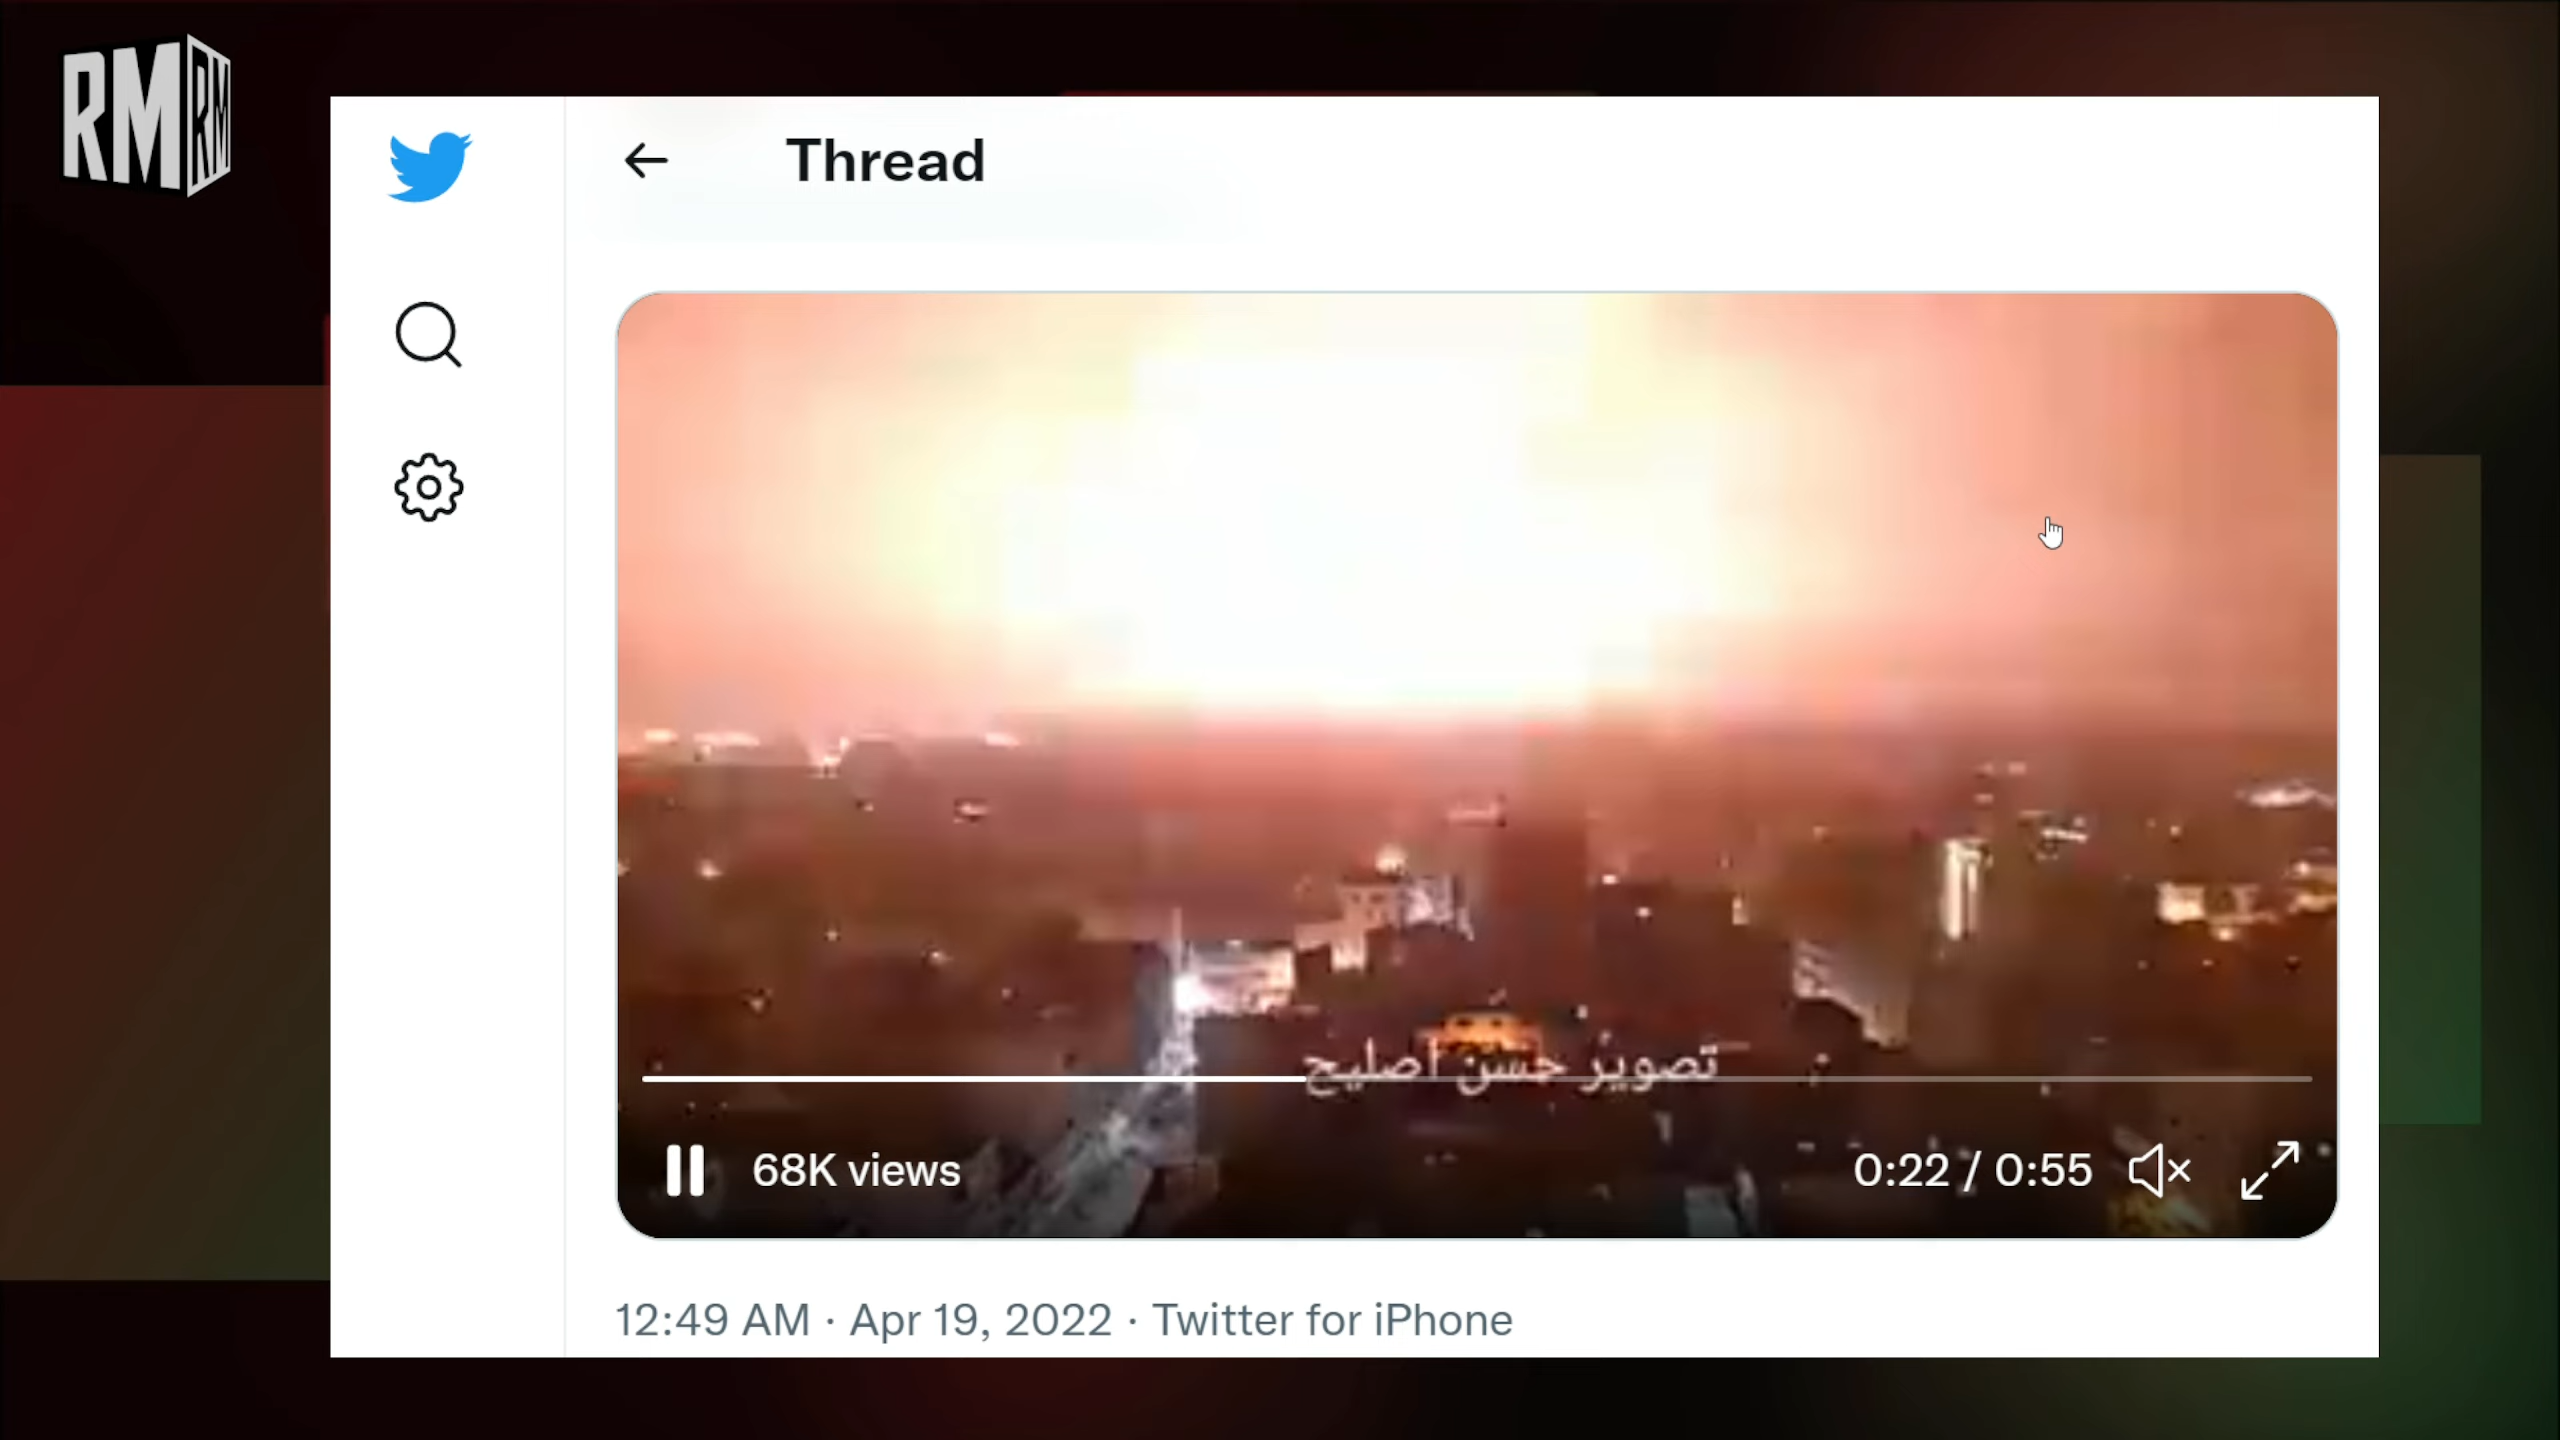 RM RM
Thread
تصوير حسن اصليح
68K views
0:22 / 0:55
12:49 AM · Apr 19, 2022 · Twitter for iPhone